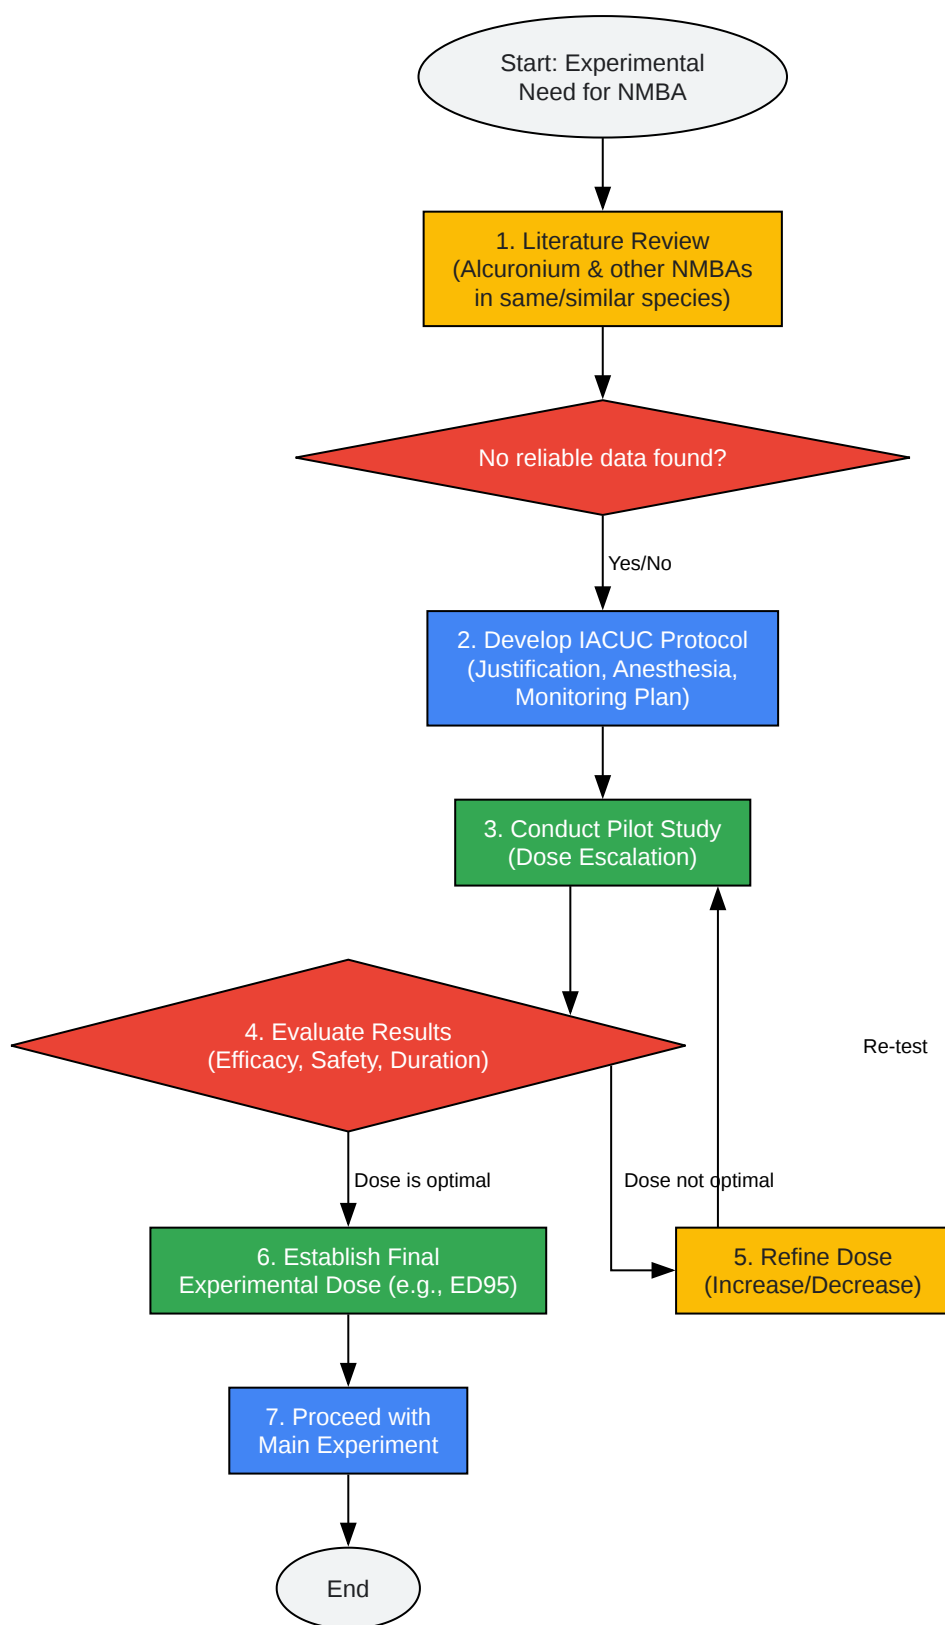 Start: Experimental
Need for NMBA
1. Literature Review
(Alcuronium & other NMBAs
in same/similar species)
No reliable data found?
Yes/No
2. Develop IACUC Protocol
(Justification, Anesthesia,
Monitoring Plan)
3. Conduct Pilot Study
(Dose Escalation)
4. Evaluate Results
(Efficacy, Safety, Duration)
Re-test
Dose is optimal
Dose not optimal
6. Establish Final
Experimental Dose (e.g., ED95)
5. Refine Dose
(Increase/Decrease)
7. Proceed with
Main Experiment
End